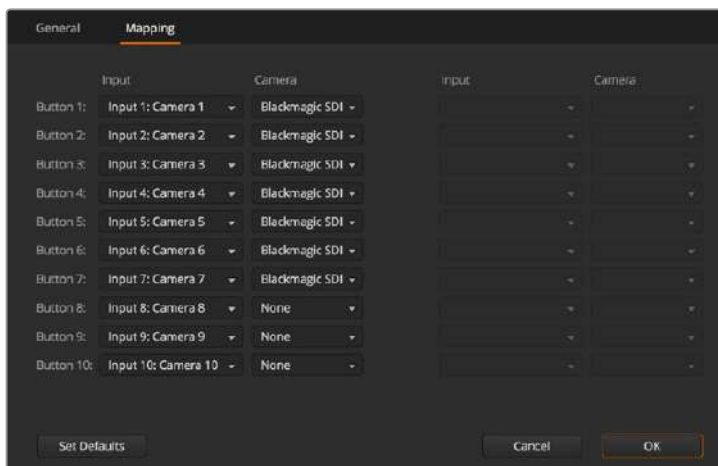 General Mapping
Input Camera Input Camera
Button 1: Input 1: Camera 1 Blackmagic SDI
Button 2: Input 2: Camera 2 Blackmagic SDI
Button 3: Input 3: Camera 3 Blackmagic SDI
Button 4: Input 4: Camera 4 Blackmagic SDI
Button 5: Input 5: Camera 5 Blackmagic SDI
Button 6: Input 6: Camera 6 Blackmagic SDI
Button 7: Input 7: Camera 7 Blackmagic SDI
Button 8: Input 8: Camera 8 None
Button 9: Input 9: Camera 9 None
Button 10: Input 10: Camera 10 None
Set Defaults Cancel OK